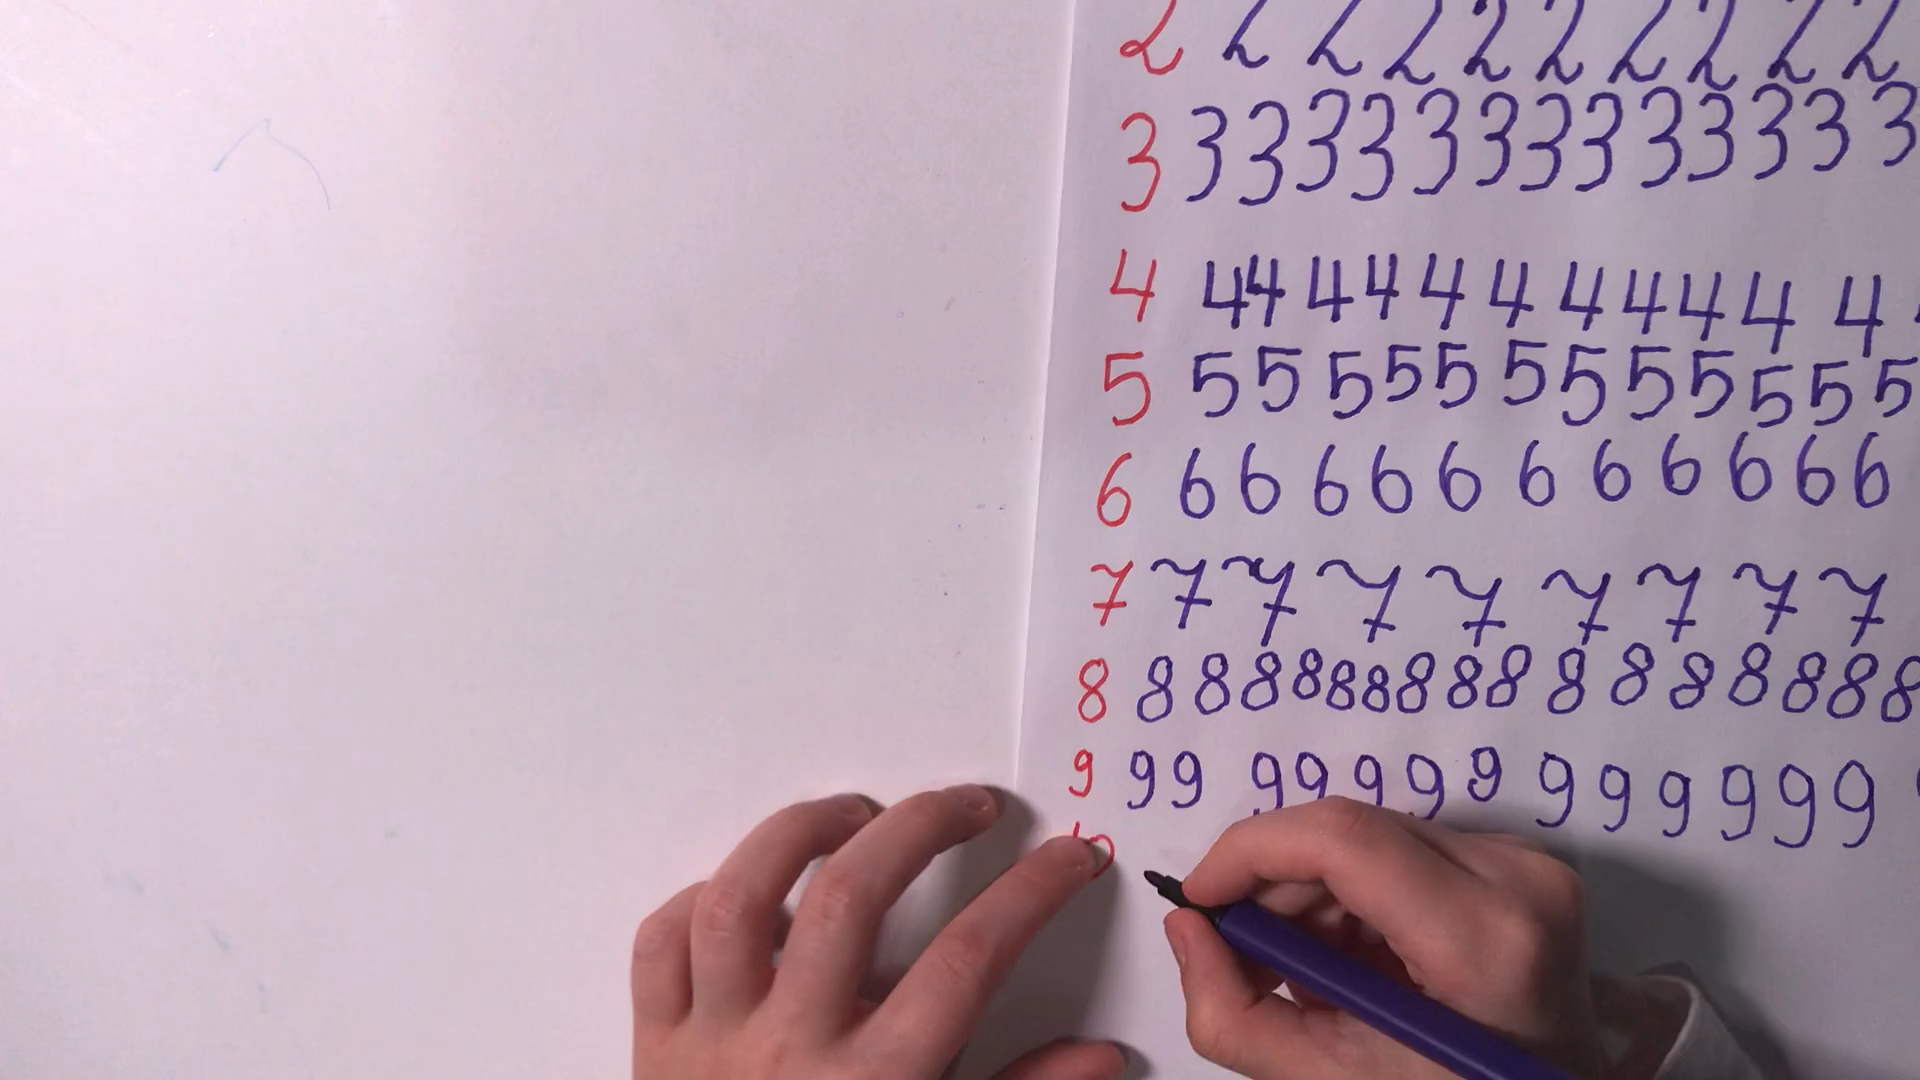 2 2 2 2 2 2 2 2 2 2
3 3 3 3 3 3 3 3 3 3 3 3 3 3
4 4 4 4 4 4 4 4 4 4 4 4
5 5 5 5 5 5 5 5 5 5 5 5 5
6 6 6 6 6 6 6 6 6 6 6 6
7 7 7 7 7 7 7 7 7
8 8 8 8 8 8 8 8 8 8 8 8 8 8 8 8 8
9 9 9 9 9 9 9 9 9 9 9 9 9 9